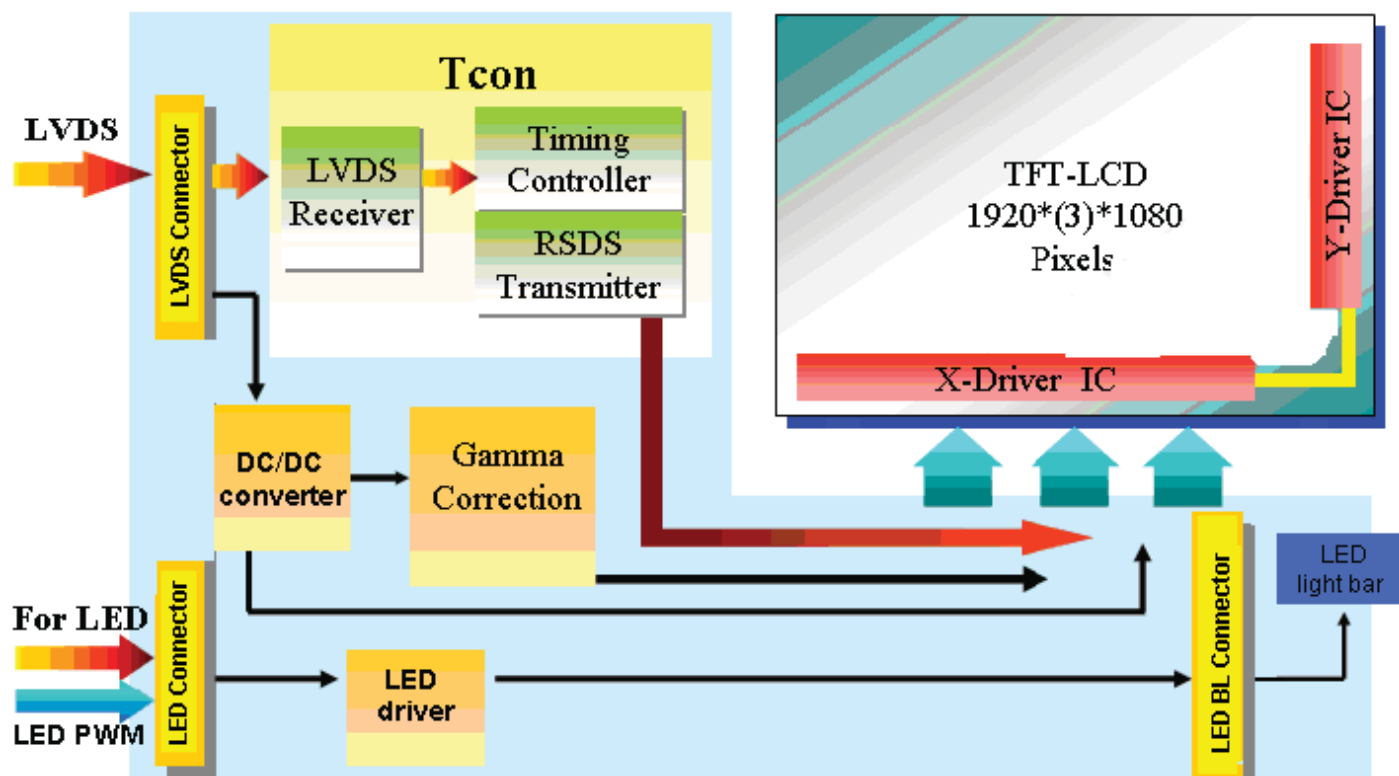 Tcon
LVDS
LVDS Connector
LVDS
Receiver
Timing
Controller
RSDS
Transmitter
TFT-LCD
1920*(3)*1080
Pixels
Y-Driver IC
X-Driver IC
DC/DC
converter
Gamma
Correction
For LED
LED PWM
LED Connector
LED
driver
LED BL Connector
LED
light bar